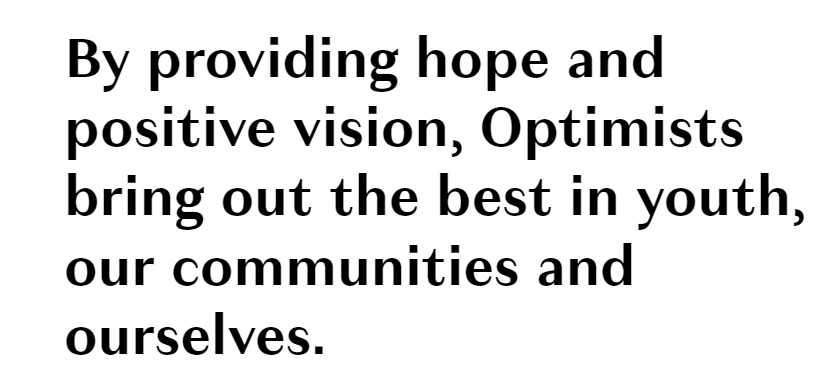 By providing hope and
positive vision, Optimists
bring out the best in youth,
our communities and
ourselves.